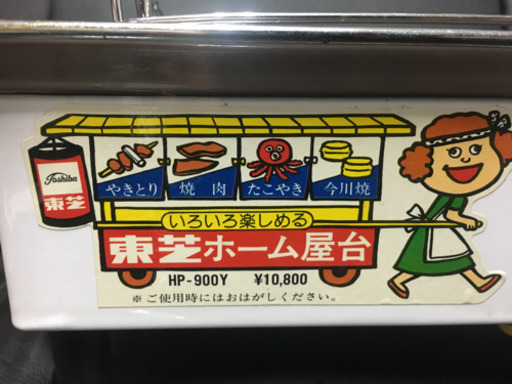 Toshiba
東芝
やきとり
焼肉
たこやき
今川焼
いろいろ楽しめる
東芝ホーム屋台
HP-900Y ¥10,800
※ご使用時にはおはがしください。